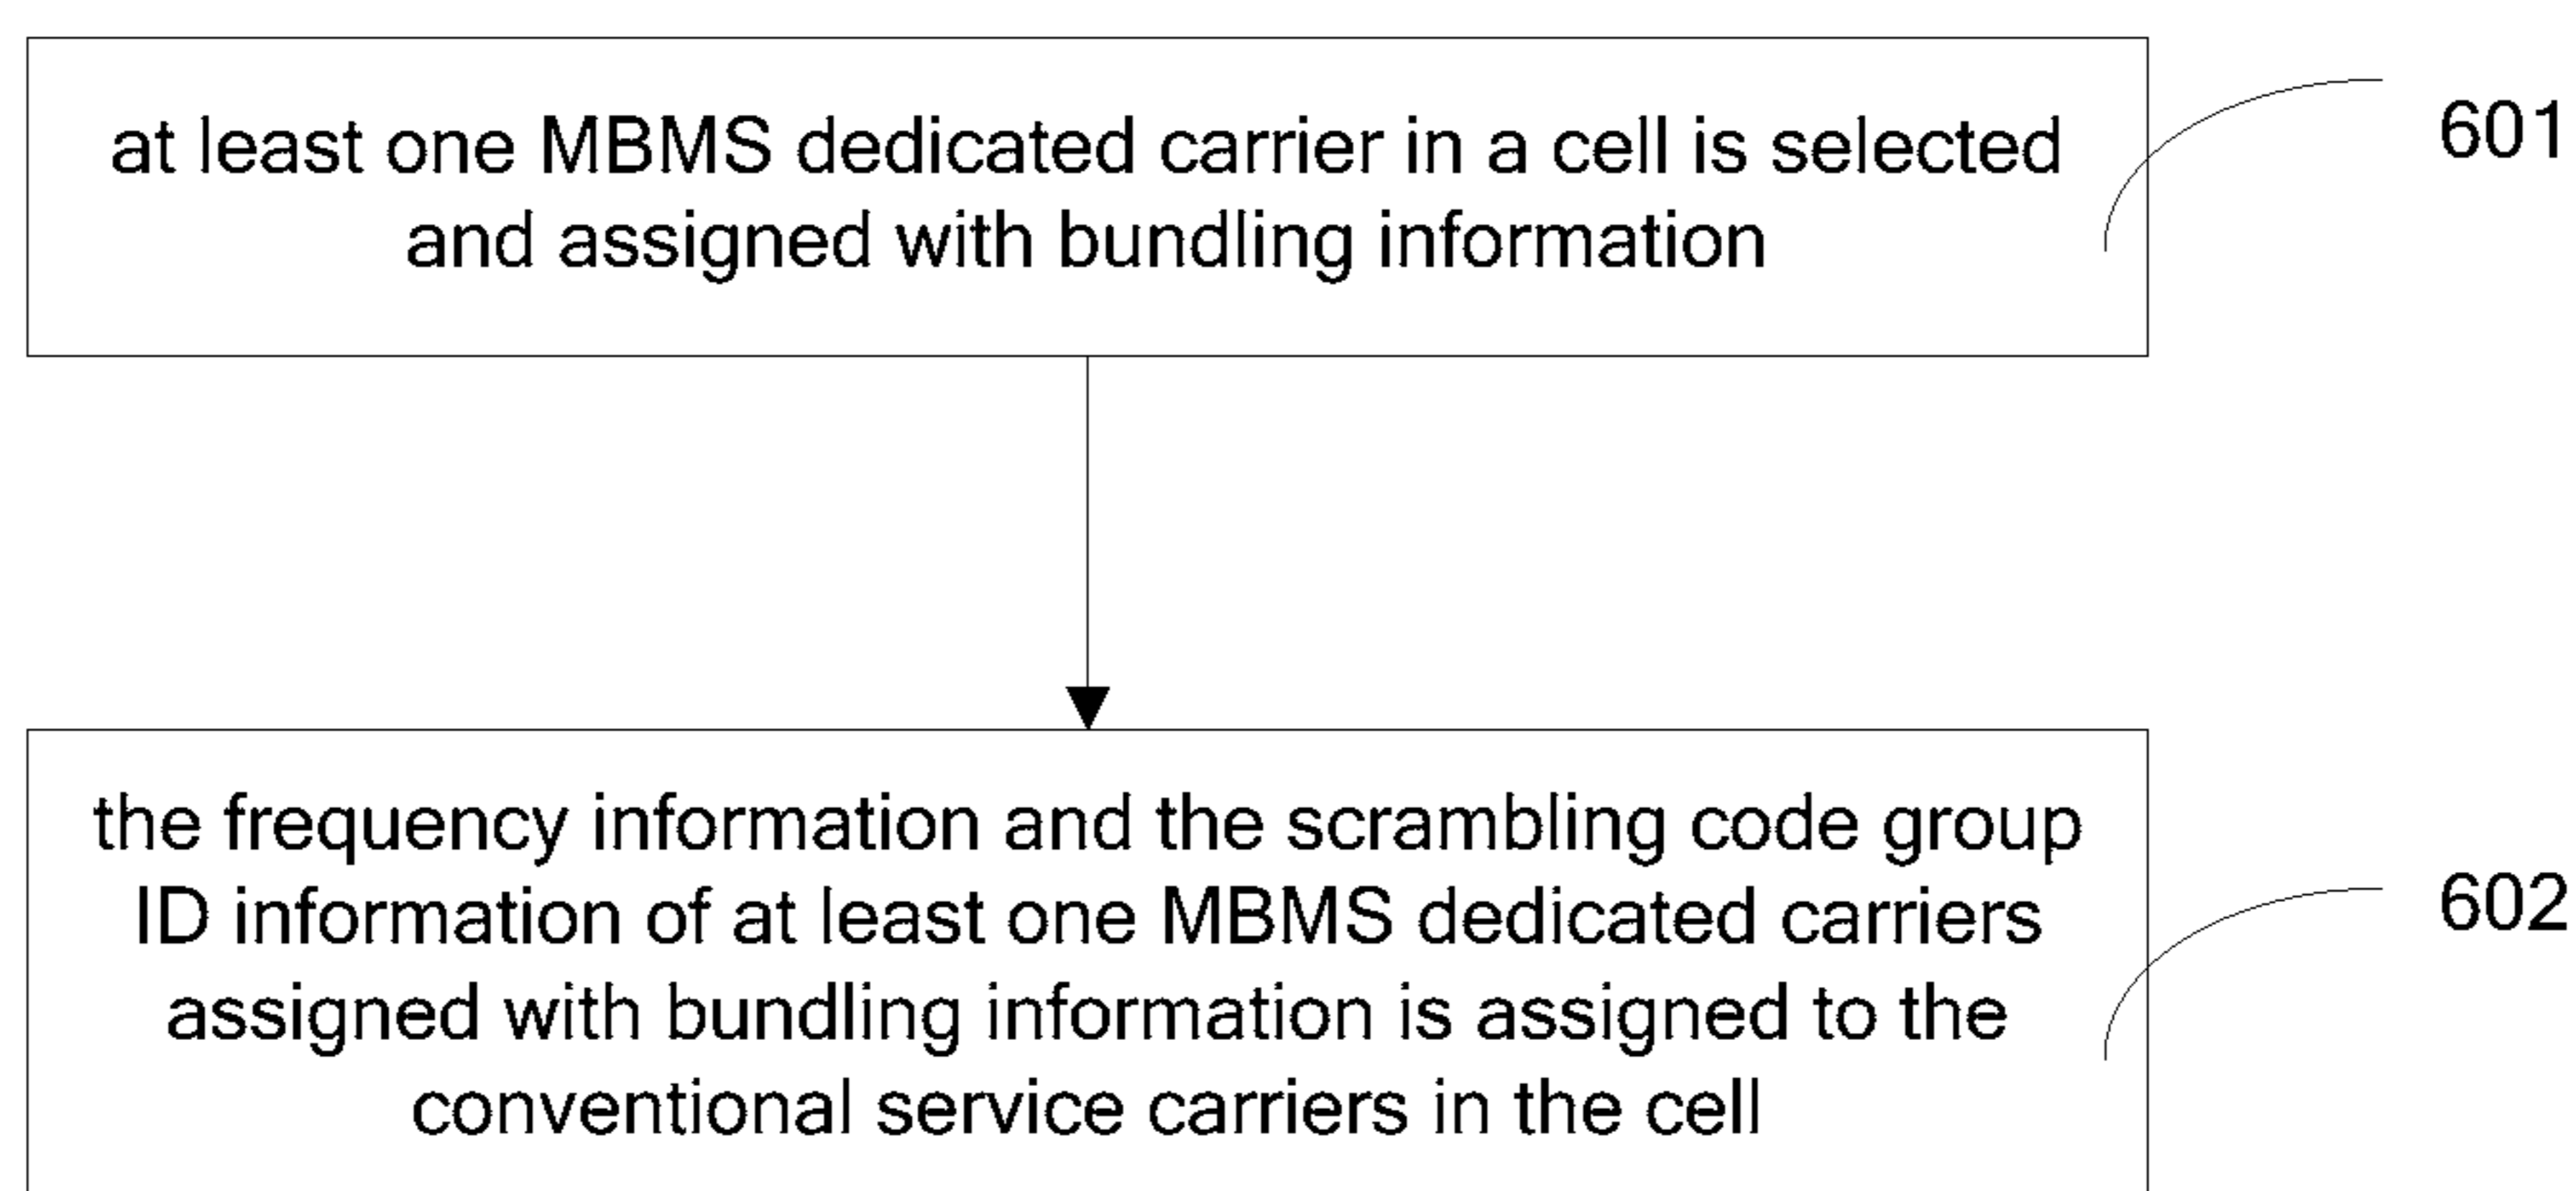 at least one MBMS dedicated carrier in a cell is selected
and assigned with bundling information
601
the frequency information and the scrambling code group
ID information of at least one MBMS dedicated carriers
assigned with bundling information is assigned to the
conventional service carriers in the cell
602